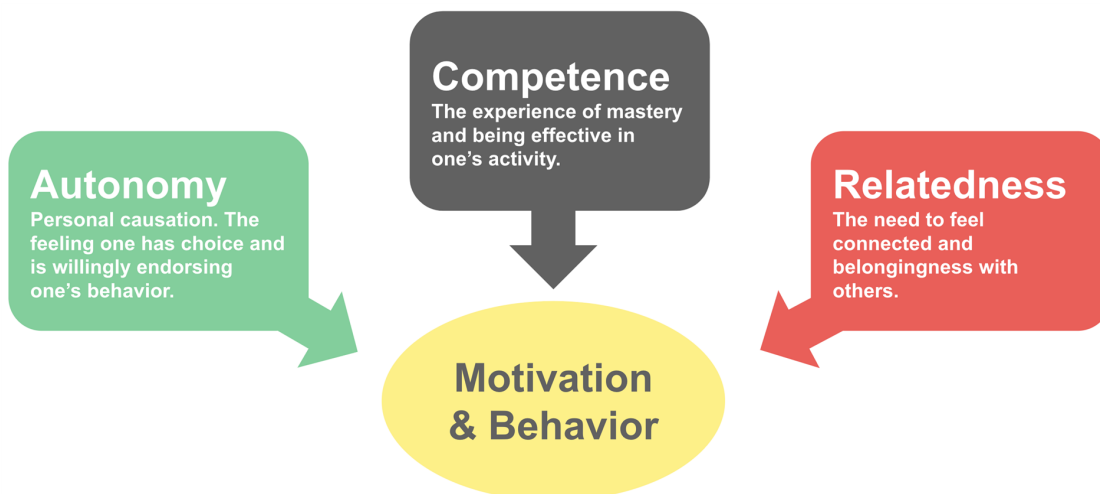 Competence
The experience of mastery
and being effective in
one’s activity.
Autonomy
Personal causation. The
feeling one has choice and
is willingly endorsing
one’s behavior.
Relatedness
The need to feel
connected and
belongingness with
others.
Motivation
& Behavior